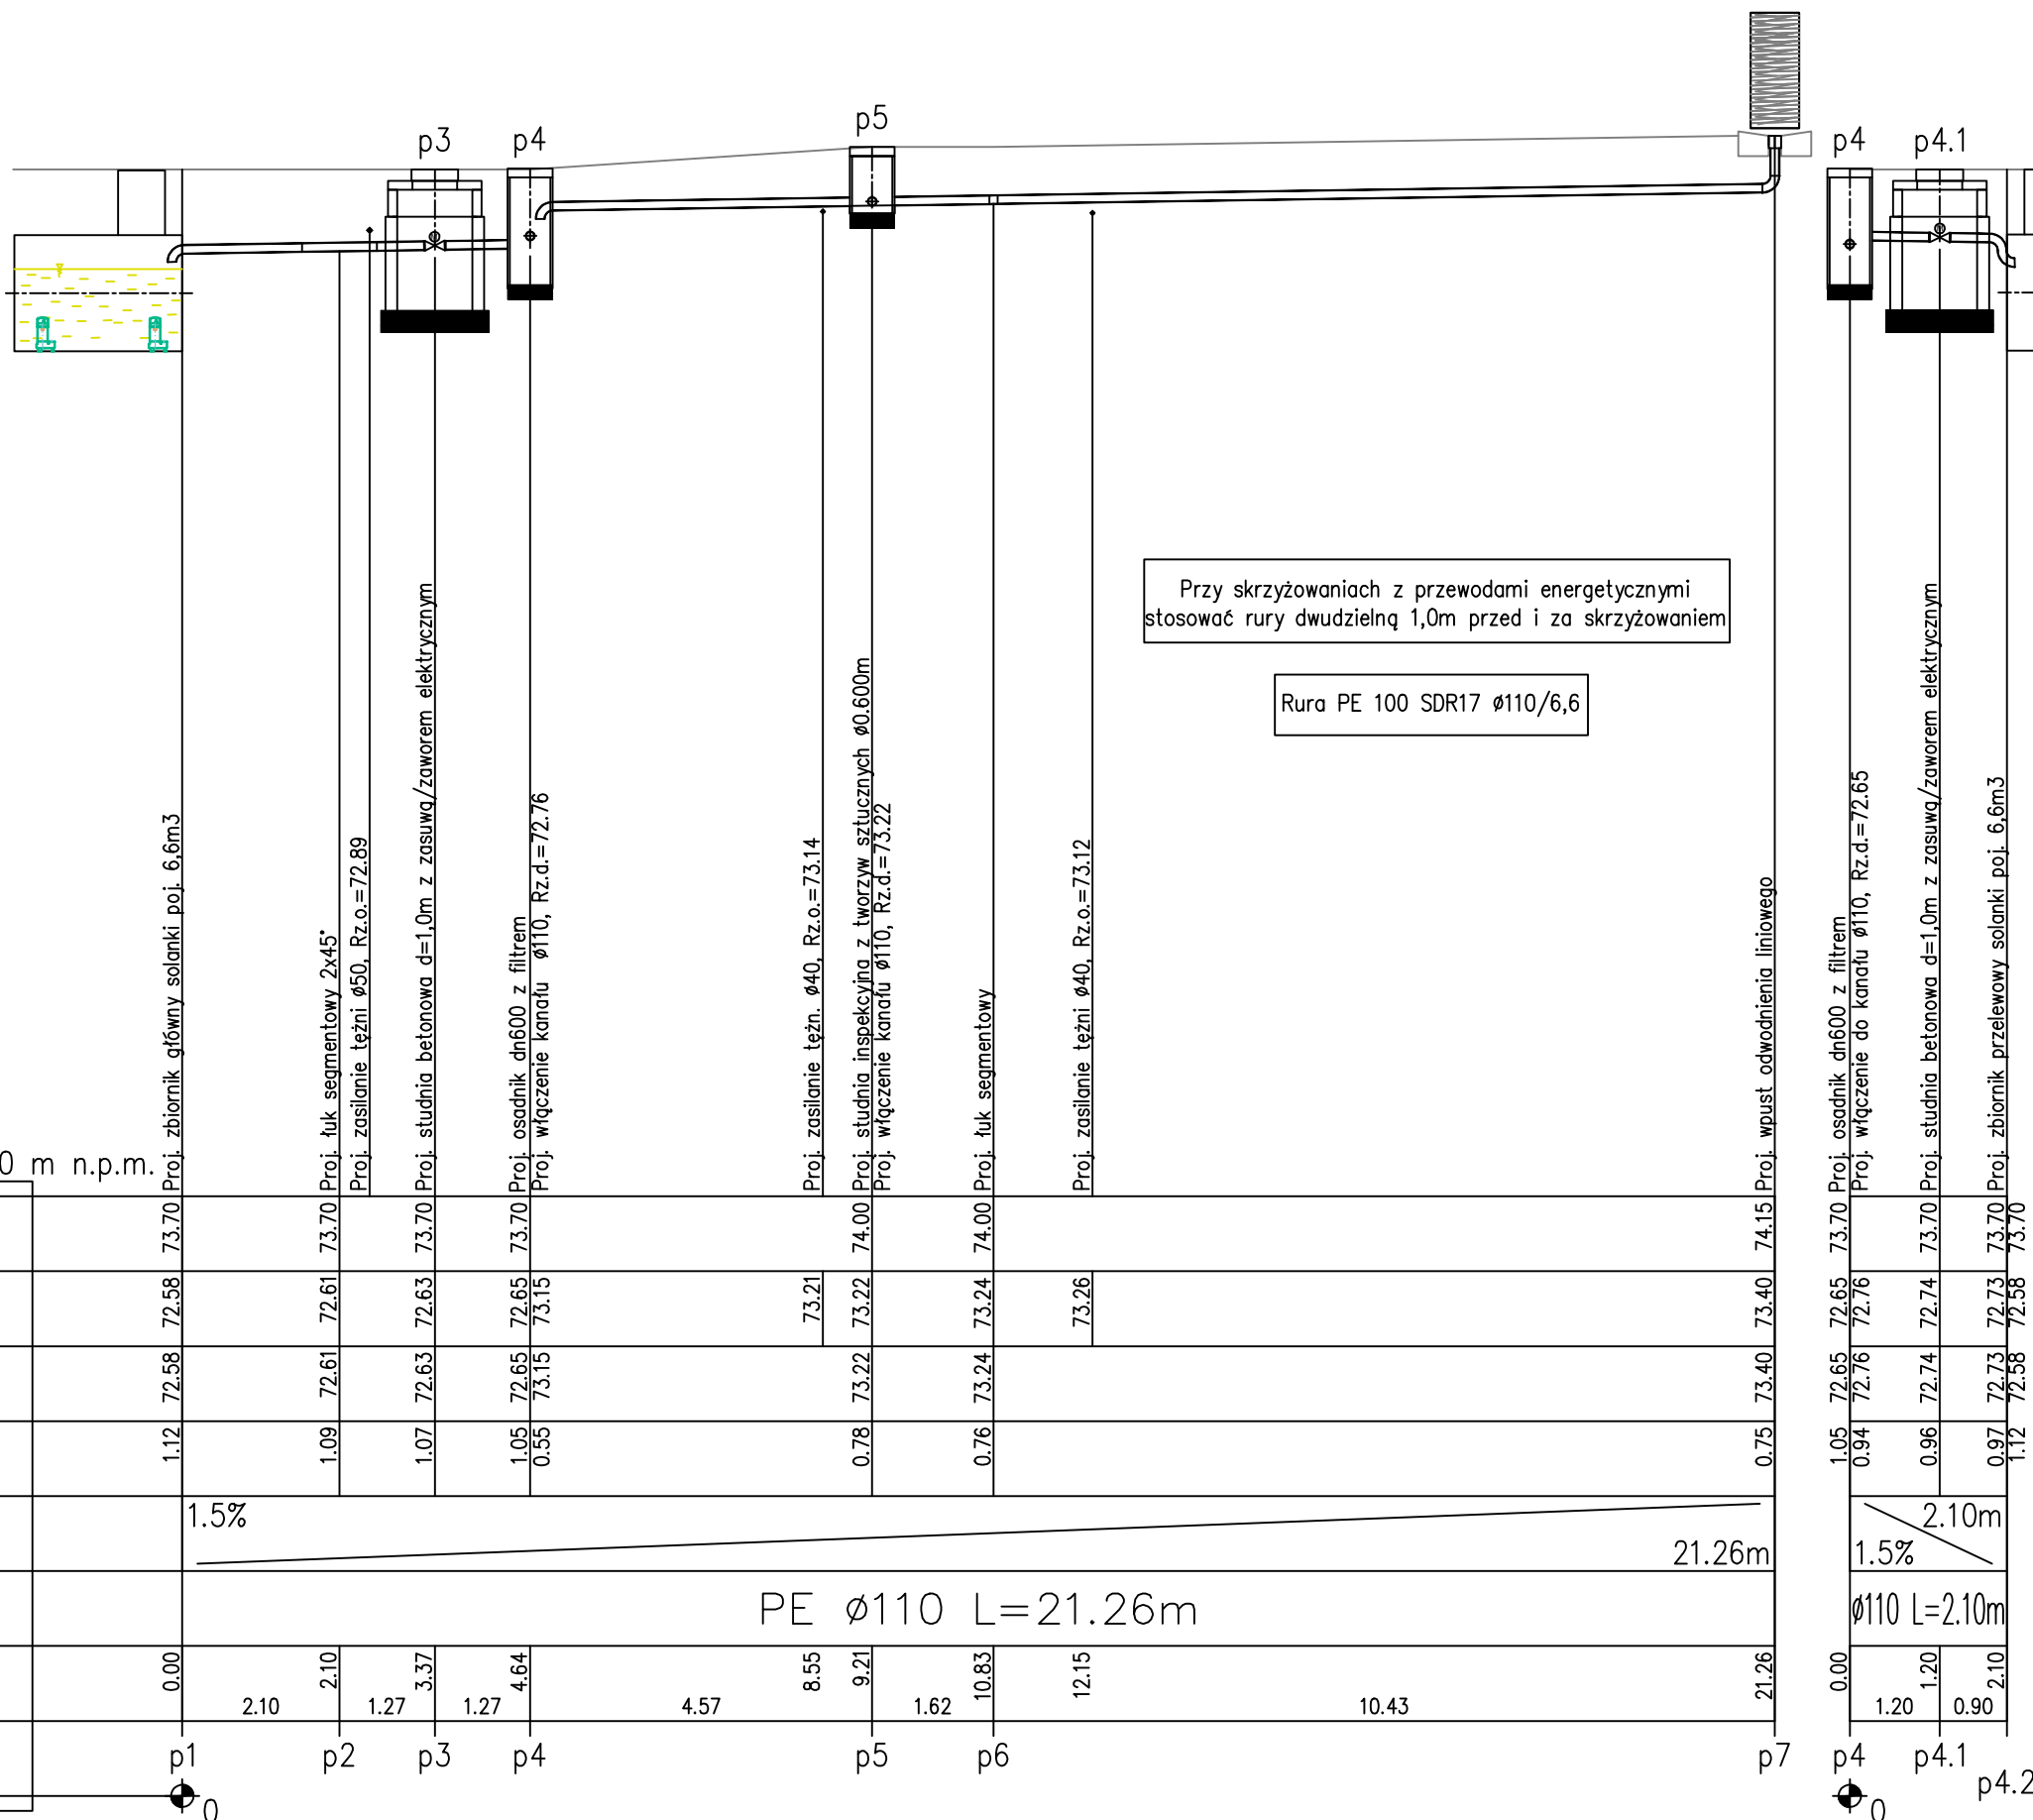 p3
p4
p5
p4
p4.1
Przy skrzyżowaniach z przewodami energetycznymi
stosować rury dwudzielną 1,0m przed i za skrzyżowaniem
Rura PE 100 SDR17 ø110/6,6
Proj. zbiornik główny solanki poj. 6,6m3
Proj. łuk segmentowy 2x45°
Proj. zasilanie tężni ø50, Rz.o.=72.89
Proj. studnia betonowa d=1,0m z zasuwą/zaworem elektrycznym
Proj. osadnik dn600 z filtrem
Proj. włączenie kanału ø110, Rz.d.=72.76
Proj. zasilanie tężn. ø40, Rz.o.=73.14
Proj. studnia inspekcyjna z tworzyw sztucznych ø0.600m
Proj. włączenie kanału ø110, Rz.d.=73.22
Proj. łuk segmentowy
Proj. zasilanie tężni ø40, Rz.o.=73.12
Proj. wpust odwodnienia liniowego
Proj. osadnik dn600 z filtrem
Proj. włączenie do kanału ø110, Rz.d.=72.65
Proj. studnia betonowa d=1,0m z zasuwą/zaworem elektrycznym
Proj. zbiornik przelewowy solanki poj. 6,6m3
0 m n.p.m.
73.70 73.70 73.70 73.70 74.00 74.00 74.15 73.70 73.70 73.70 73.70
72.58 72.61 72.63 72.65 73.15 73.21 73.22 73.24 73.26 73.40 72.65 72.76 72.74 72.73 72.58
72.58 72.61 72.63 72.65 73.15 73.22 73.24 73.40 72.65 72.76 72.74 72.73 72.58
1.12 1.09 1.07 1.05 0.55 0.78 0.76 0.75 1.05 0.94 0.96 0.97 1.12
1.5% 21.26m 1.5% 2.10m
PE ø110 L=21.26m ø110 L=2.10m
0.00 2.10 3.37 4.64 8.55 9.21 10.83 12.15 21.26 0.00 1.20 2.10
2.10 1.27 1.27 4.57 1.62 10.43 1.20 0.90
p1 p2 p3 p4 p5 p6 p7 p4 p4.1 p4.2
0 0